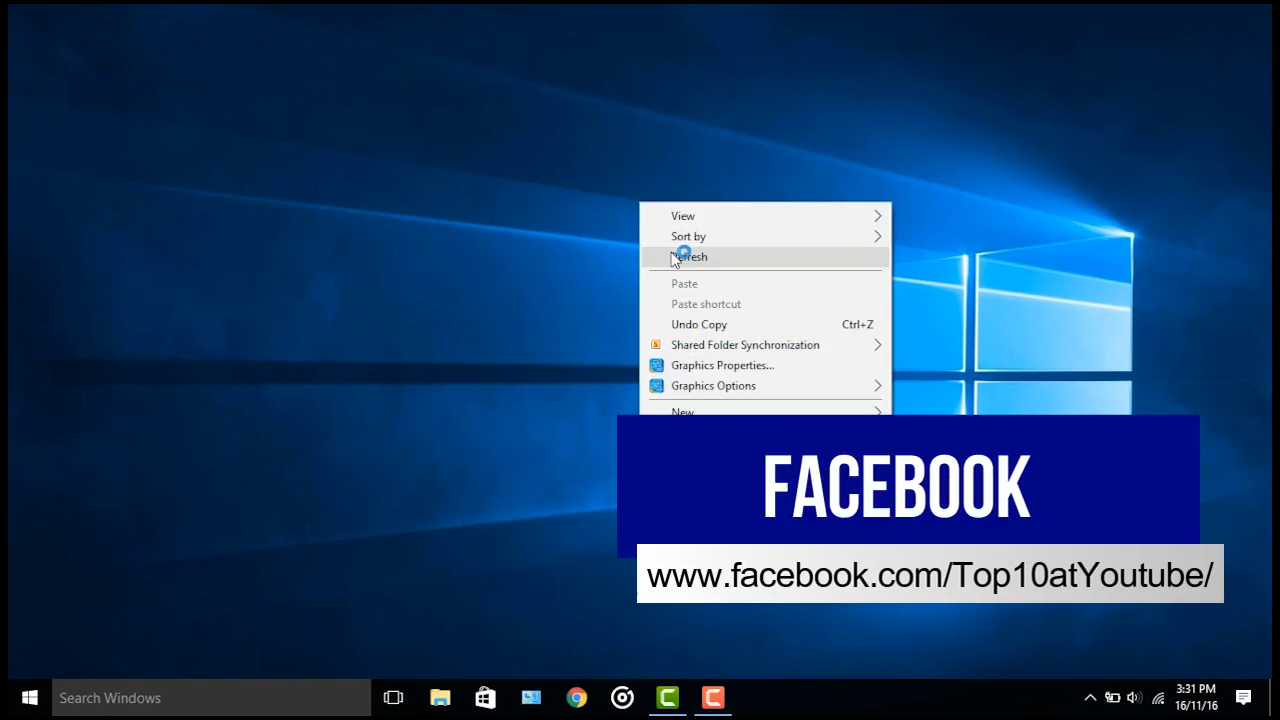 View
Sort by
Refresh
Paste
Paste shortcut
Undo Copy Ctrl+Z
Shared Folder Synchronization
Graphics Properties...
Graphics Options
New
FACEBOOK
www.facebook.com/Top10atYoutube/
Search Windows
3:31 PM
16/11/16